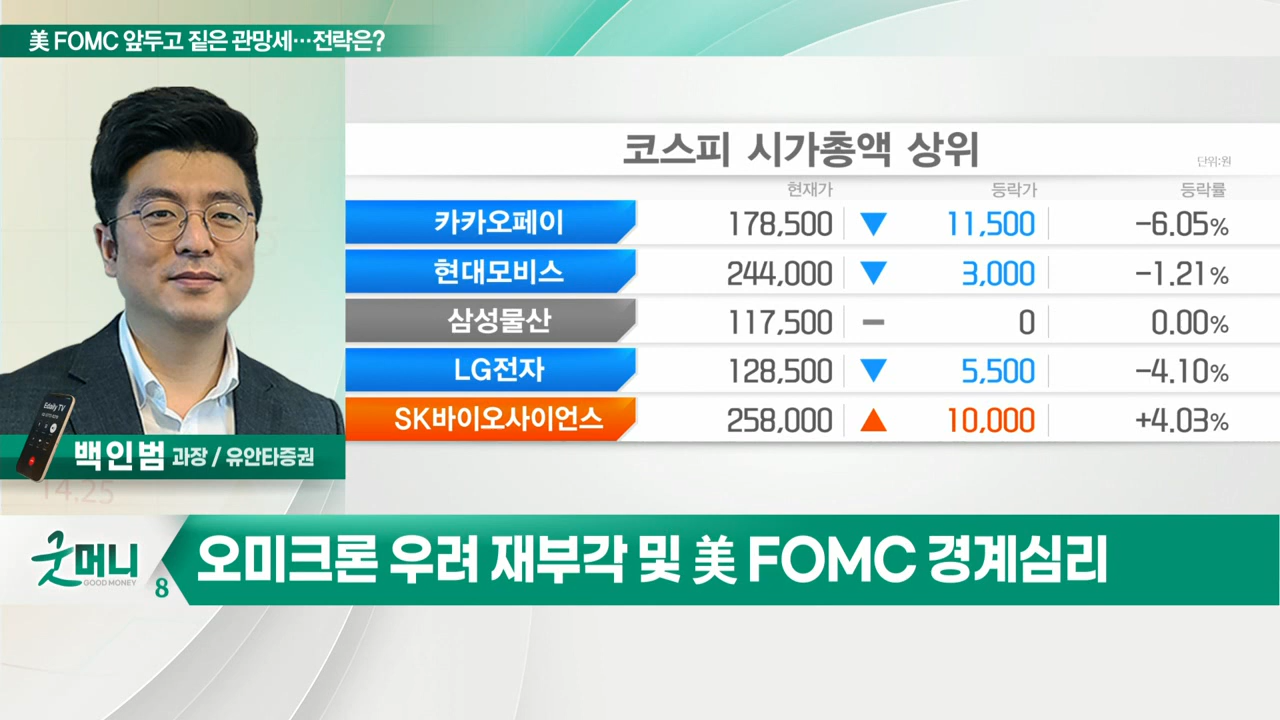 美 FOMC 앞두고 짙은 관망세…전략은?
코스피 시가총액 상위
단위:원
현재가 등락가 등락률
카카오페이 178,500 ▼ 11,500 -6.05%
현대모비스 244,000 ▼ 3,000 -1.21%
삼성물산 117,500 - 0 0.00%
LG전자 128,500 ▼ 5,500 -4.10%
SK바이오사이언스 258,000 ▲ 10,000 +4.03%
Edaily TV
백인범 과장 / 유안타증권
14.25
굿머니
GOOD MONEY
8
오미크론 우려 재부각 및 美 FOMC 경계심리